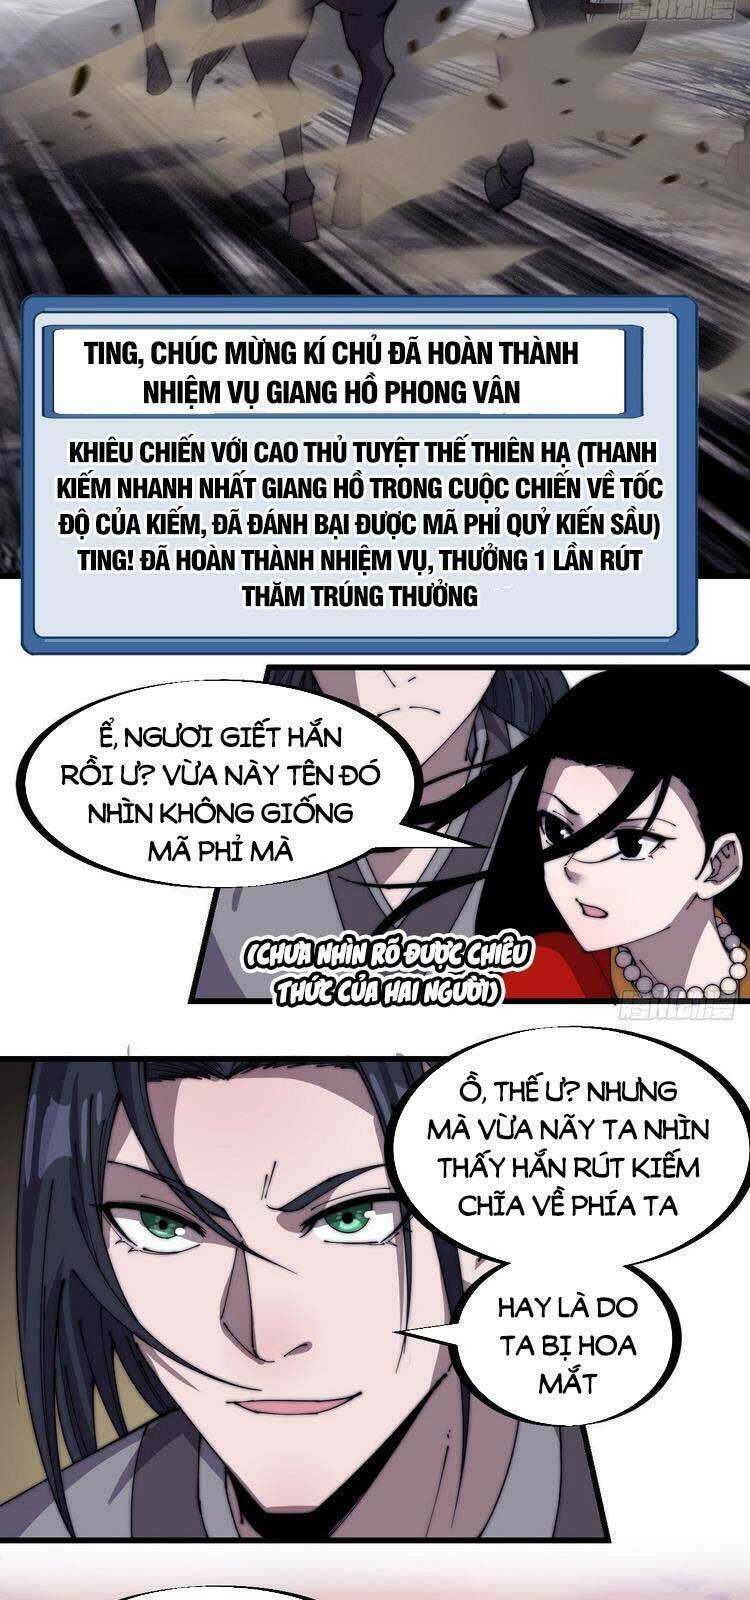 TING, CHÚC MỪNG KÍ CHỦ ĐÃ HOÀN THÀNH
NHIỆM VỤ GIANG HỒ PHONG VÂN
KHIÊU CHIẾN VỚI CAO THỦ TUYỆT THẾ THIÊN HẠ (THANH
KIẾM NHANH NHẤT GIANG HỒ TRONG CUỘC CHIẾN VỀ TỐC
ĐỘ CỦA KIẾM, ĐÃ ĐÁNH BẠI ĐƯỢC MÃ PHỈ QUỶ KIẾN SẦU)
TING! ĐÃ HOÀN THÀNH NHIỆM VỤ, THƯỞNG 1 LẦN RÚT
THĂM TRÚNG THƯỞNG
Ể, NGƯƠI GIẾT HẮN
RỒI Ư? VỪA NÀY TÊN ĐÓ
NHÌN KHÔNG GIỐNG
MÃ PHỈ MÀ
(CHƯA NHÌN RÕ ĐƯỢC CHIÊU
THỨC CỦA HAI NGƯỜI)
Ồ, THẾ Ư? NHƯNG
MÀ VỪA NÃY TA NHÌN
THẤY HẮN RÚT KIẾM
CHĨA VỀ PHÍA TA
HAY LÀ DO
TA BỊ HOA
MẮT